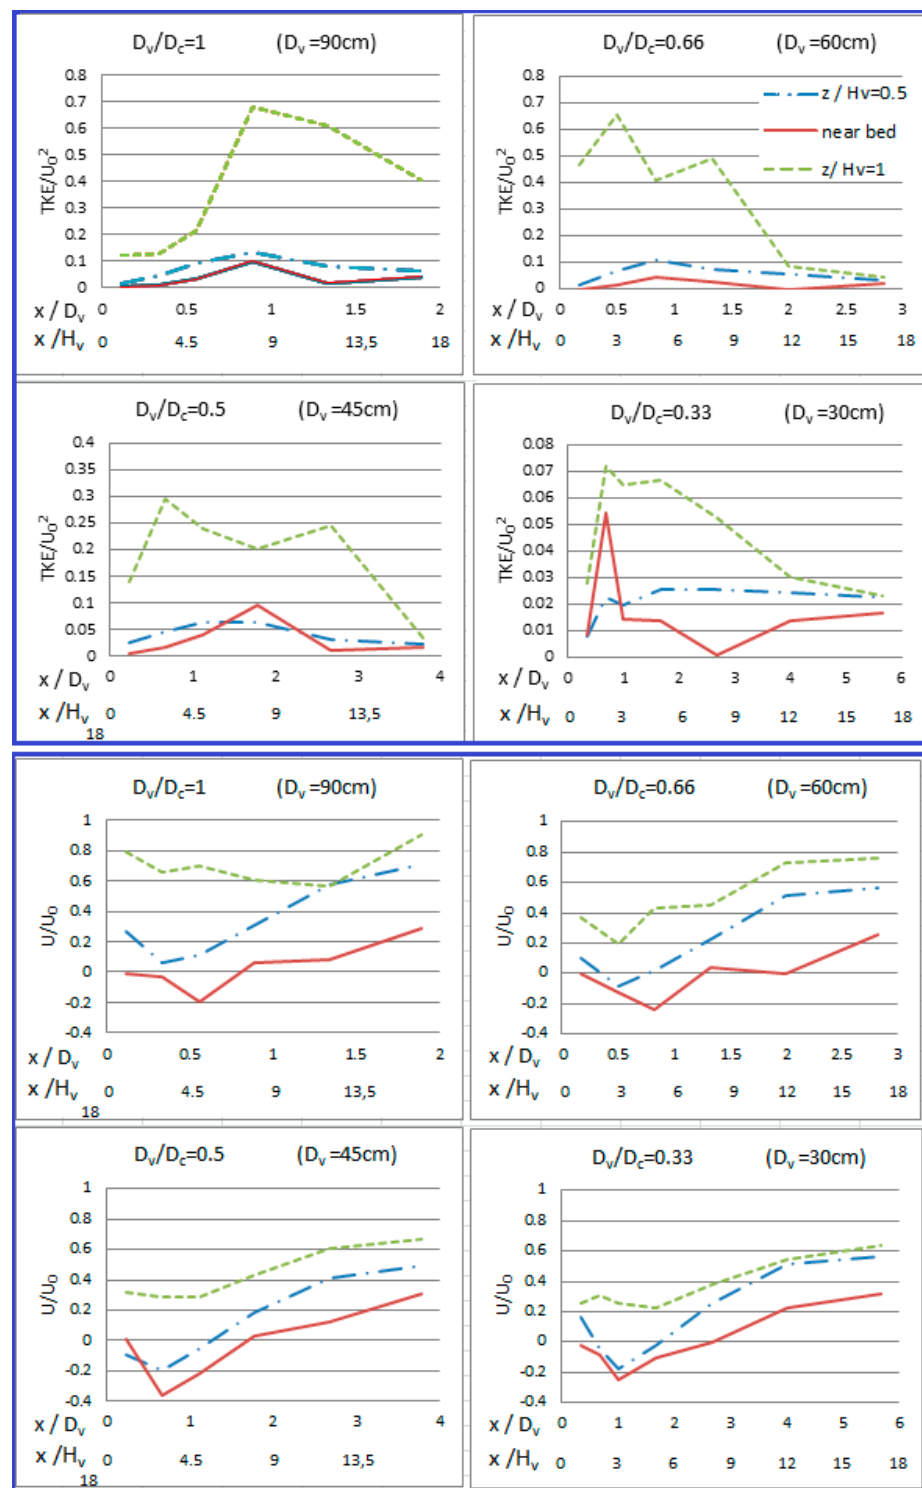 Dv/Dc=1 (Dv =90cm)
TKE/U0²
0.8
0.7
0.6
0.5
0.4
0.3
0.2
0.1
0
x / Dv 0 0.5 1 1.5 2
x /Hv 0 4.5 9 13,5 18
Dv/Dc=0.66 (Dv =60cm)
z / Hv=0.5
near bed
z/ Hv=1
TKE/U0²
0.8
0.7
0.6
0.5
0.4
0.3
0.2
0.1
0
x / Dv 0 0.5 1 1.5 2 2.5 3
x /Hv 0 3 6 9 12 15 18
Dv/Dc=0.5 (Dv =45cm)
TKE/U0²
0.4
0.35
0.3
0.25
0.2
0.15
0.1
0.05
0
x / Dv 0 1 2 3 4
x /Hv 0 4.5 9 13,5
18
Dv/Dc=0.33 (Dv =30cm)
TKE/U0²
0.08
0.07
0.06
0.05
0.04
0.03
0.02
0.01
0
x / Dv 0 1 2 3 4 5 6
x /Hv 0 3 6 9 12 15 18
Dv/Dc=1 (Dv =90cm)
U/U0
1
0.8
0.6
0.4
0.2
0
-0.2
-0.4
x / Dv 0 0.5 1 1.5 2
x /Hv 0 4.5 9 13,5
18
Dv/Dc=0.66 (Dv =60cm)
U/U0
1
0.8
0.6
0.4
0.2
0
-0.2
-0.4
x / Dv 0 0.5 1 1.5 2 2.5 3
x /Hv 0 3 6 9 12 15 18
Dv/Dc=0.5 (Dv =45cm)
U/U0
1
0.8
0.6
0.4
0.2
0
-0.2
-0.4
x / Dv 0 1 2 3 4
x /Hv 0 4.5 9 13,5
18
Dv/Dc=0.33 (Dv =30cm)
U/U0
1
0.8
0.6
0.4
0.2
0
-0.2
-0.4
x / Dv 0 1 2 3 4 5 6
x /Hv 0 3 6 9 12 15 18